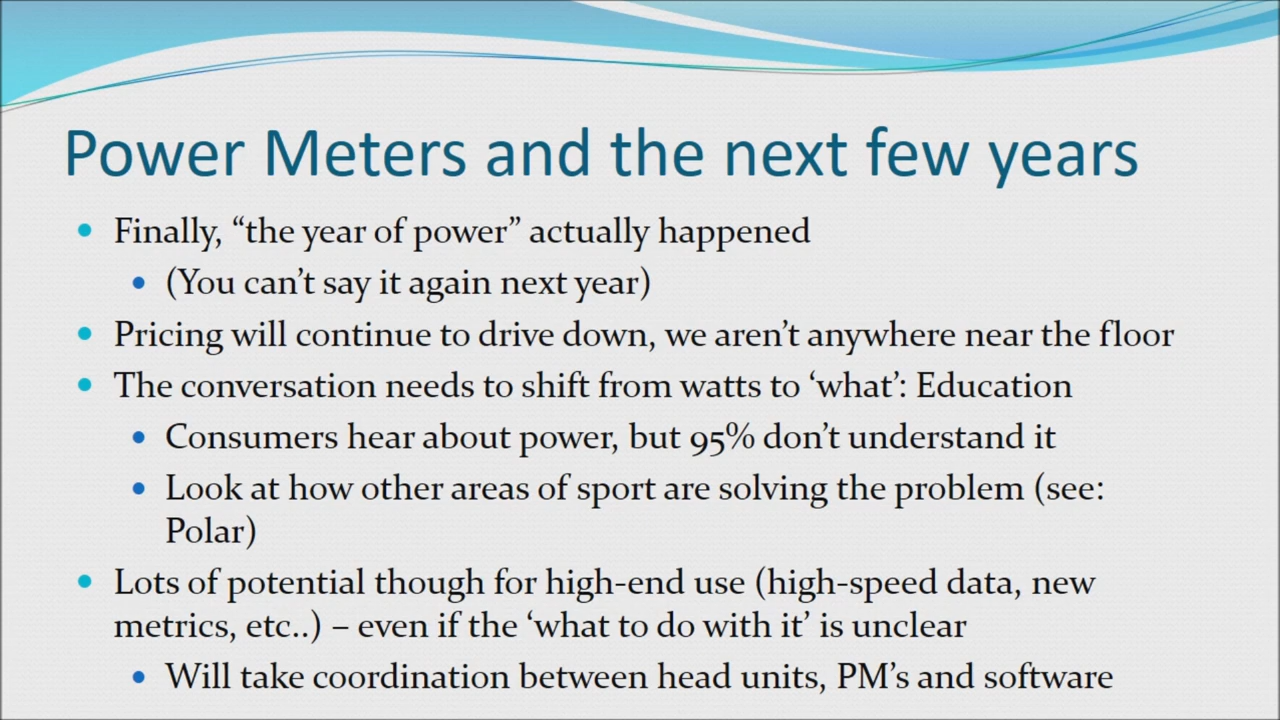 Power Meters and the next few years
Finally, “the year of power” actually happened
(You can’t say it again next year)
Pricing will continue to drive down, we aren’t anywhere near the floor
The conversation needs to shift from watts to ‘what’: Education
Consumers hear about power, but 95% don’t understand it
Look at how other areas of sport are solving the problem (see:
Polar)
Lots of potential though for high-end use (high-speed data, new
metrics, etc..) – even if the ‘what to do with it’ is unclear
Will take coordination between head units, PM’s and software